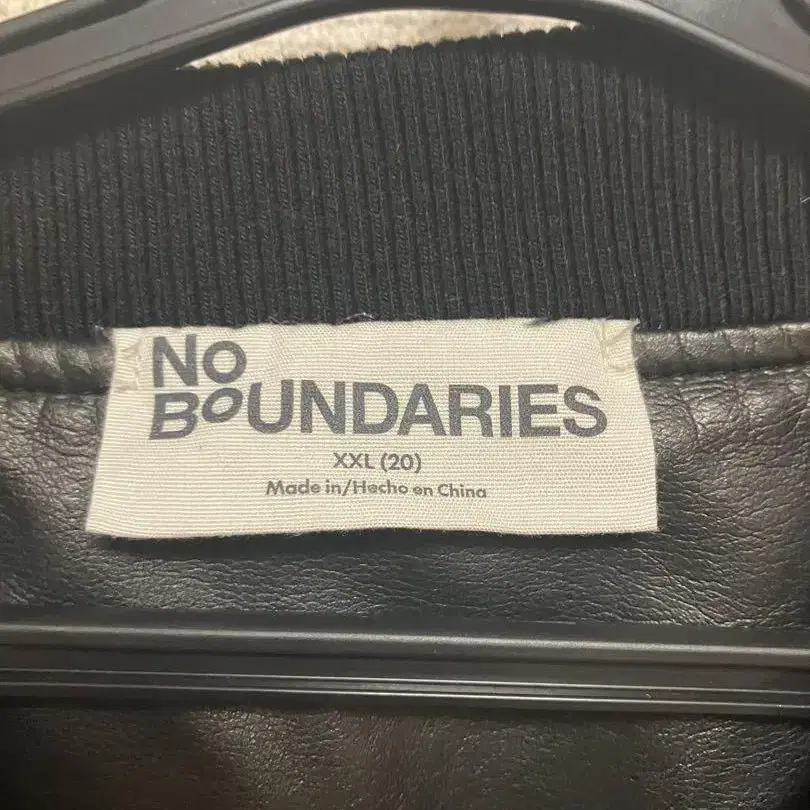 No
BoUNDARIES
XXL (20)
Made in/Hecho en China